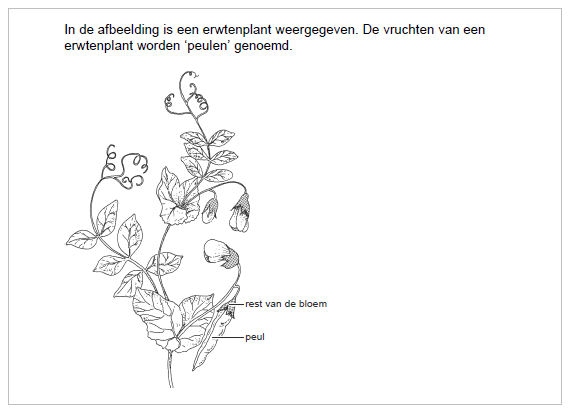 In de afbeelding is een erwtenplant weergegeven. De vruchten van een
erwtenplant worden ‘peulen’ genoemd.
rest van de bloem
peul